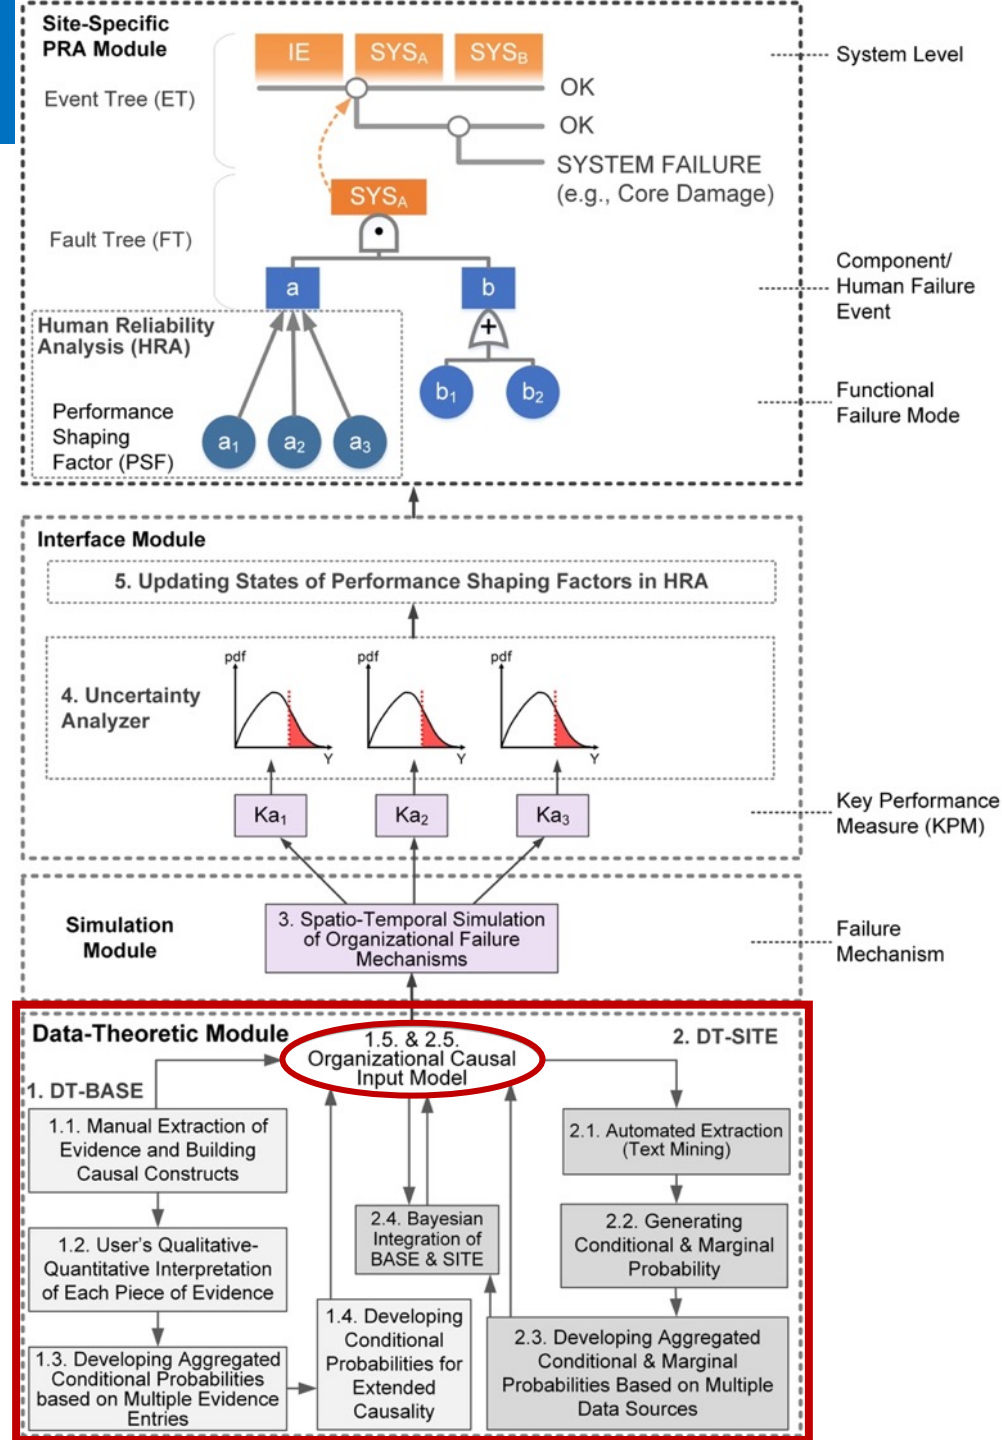 Site-Specific
PRA Module
Event Tree (ET)
IE
SYSA
SYSB
OK
OK
SYSTEM FAILURE
(e.g., Core Damage)
System Level
SYSA
Fault Tree (FT)
a
b
+
Component/
Human Failure
Event
Human Reliability
Analysis (HRA)
Performance
Shaping
Factor (PSF)
a1
a2
a3
b1
b2
Functional
Failure Mode
Interface Module
5. Updating States of Performance Shaping Factors in HRA
4. Uncertainty
Analyzer
pdf
Y
pdf
Y
pdf
Y
Ka1
Ka2
Ka3
Key Performance
Measure (KPM)
Simulation
Module
3. Spatio-Temporal Simulation
of Organizational Failure
Mechanisms
Failure
Mechanism
Data-Theoretic Module
1.5. & 2.5.
Organizational Causal
Input Model
2. DT-SITE
1. DT-BASE
1.1. Manual Extraction of
Evidence and Building
Causal Constructs
1.2. User's Qualitative-
Quantitative Interpretation
of Each Piece of Evidence
1.3. Developing Aggregated
Conditional Probabilities
based on Multiple Evidence
Entries
1.4. Developing
Conditional
Probabilities for
Extended
Causality
2.4. Bayesian
Integration of
BASE & SITE
2.1. Automated Extraction
(Text Mining)
2.2. Generating
Conditional & Marginal
Probability
2.3. Developing Aggregated
Conditional & Marginal
Probabilities Based on Multiple
Data Sources